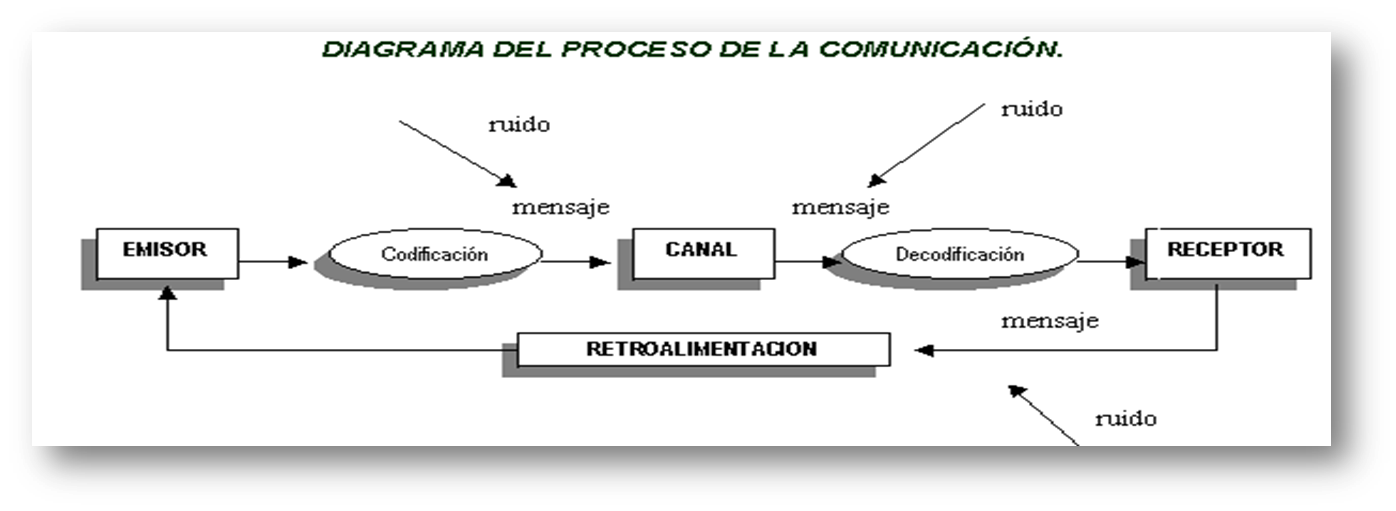 DIAGRAMA DEL PROCESO DE LA COMUNICACIÓN.
ruido
ruido
mensaje
mensaje
EMISOR
Codificación
CANAL
Decodificación
RECEPTOR
mensaje
RETROALIMENTACION
ruido